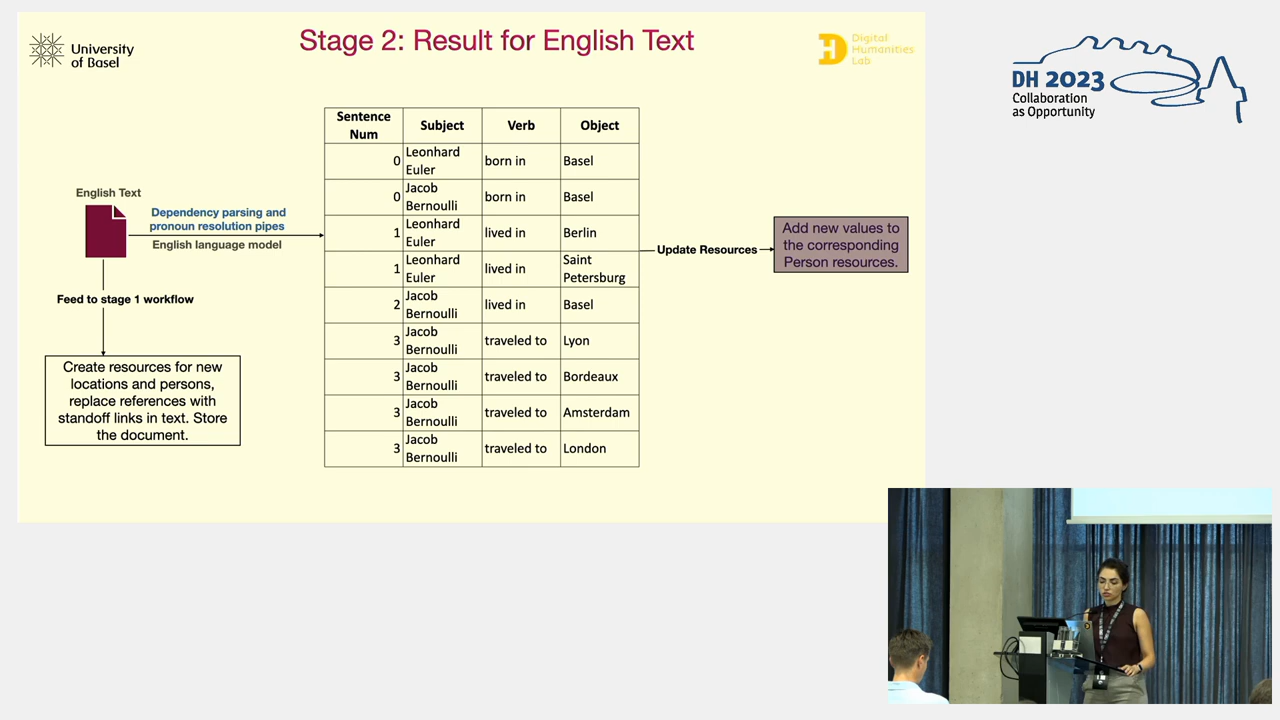 University
of Basel
Stage 2: Result for English Text
Digital
Humanities
Lab
DH 2023
Collaboration
as Opportunity
English Text
Dependency parsing and
pronoun resolution pipes
English language model
Feed to stage 1 workflow
Create resources for new
locations and persons,
replace references with
standoff links in text. Store
the document.
Sentence Num Subject Verb Object
0 Leonhard Euler born in Basel
0 Jacob Bernoulli born in Basel
1 Leonhard Euler lived in Berlin
1 Leonhard Euler lived in Saint Petersburg
2 Jacob Bernoulli lived in Basel
3 Jacob Bernoulli traveled to Lyon
3 Jacob Bernoulli traveled to Bordeaux
3 Jacob Bernoulli traveled to Amsterdam
3 Jacob Bernoulli traveled to London
Update Resources
Add new values to
the corresponding
Person resources.